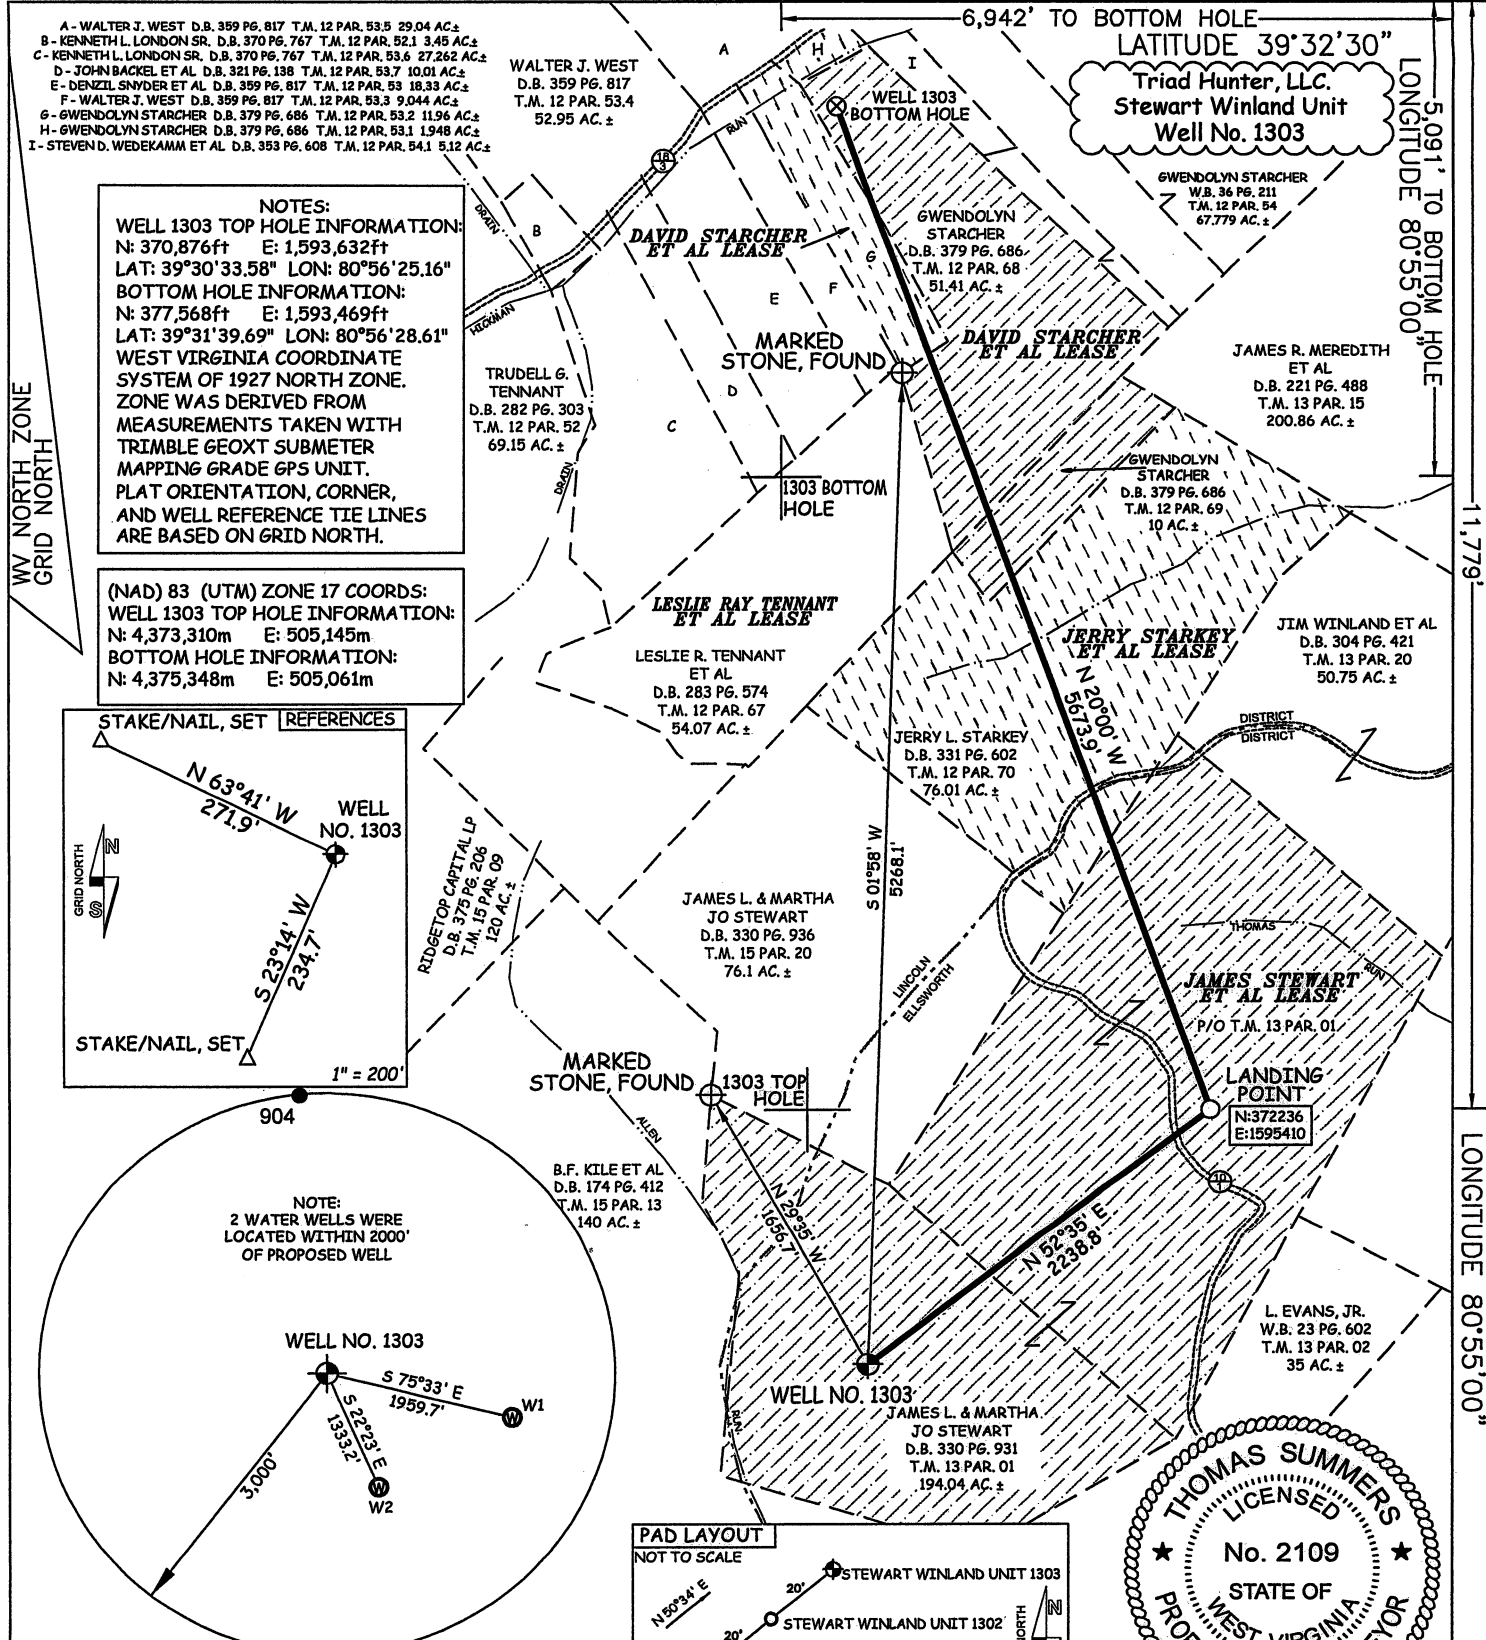 A - WALTER J. WEST D.B. 359 PG. 817 T.M. 12 PAR. 53.5 29.04 AC.±
B - KENNETH L. LONDON SR. D.B. 370 PG. 767 T.M. 12 PAR. 52.1 3.45 AC.±
C - KENNETH L. LONDON SR. D.B. 370 PG. 767 T.M. 12 PAR. 53.6 27.262 AC.±
D - JOHN BACKEL ET AL D.B. 321 PG. 138 T.M. 12 PAR. 53.7 10.01 AC.±
E - DENZIL SNYDER ET AL D.B. 359 PG. 817 T.M. 12 PAR. 53 18.33 AC.±
F - WALTER J. WEST D.B. 359 PG. 817 T.M. 12 PAR. 53.3 9.044 AC.±
G - GWENDOLYN STARCHER D.B. 379 PG. 686 T.M. 12 PAR. 53.2 11.96 AC.±
H - GWENDOLYN STARCHER D.B. 379 PG. 686 T.M. 12 PAR. 53.1 1.948 AC.±
I - STEVEN D. WEDEKAMM ET AL D.B. 353 PG. 608 T.M. 12 PAR. 54.1 5.12 AC.±
6,942' TO BOTTOM HOLE
LATITUDE 39°32'30"
Triad Hunter, LLC.
Stewart Winland Unit
Well No. 1303
5,091' TO BOTTOM HOLE
LONGITUDE 80°55'00"
11,779'
LONGITUDE 80°55'00"
WALTER J. WEST
D.B. 359 PG. 817
T.M. 12 PAR. 53.4
52.95 AC. ±
A
H
I
WELL 1303
BOTTOM HOLE
RUN
18
3
GWENDOLYN STARCHER
W.B. 36 PG. 211
T.M. 12 PAR. 54
67.779 AC. ±
NOTES:
WELL 1303 TOP HOLE INFORMATION:
N: 370,876ft E: 1,593,632ft
LAT: 39°30'33.58" LON: 80°56'25.16"
BOTTOM HOLE INFORMATION:
N: 377,568ft E: 1,593,469ft
LAT: 39°31'39.69" LON: 80°56'28.61"
WEST VIRGINIA COORDINATE
SYSTEM OF 1927 NORTH ZONE.
ZONE WAS DERIVED FROM
MEASUREMENTS TAKEN WITH
TRIMBLE GEOXT SUBMETER
MAPPING GRADE GPS UNIT.
PLAT ORIENTATION, CORNER,
AND WELL REFERENCE TIE LINES
ARE BASED ON GRID NORTH.
WV NORTH ZONE
GRID NORTH
DRAIN
B
DAVID STARCHER
ET AL LEASE
GWENDOLYN
STARCHER
D.B. 379 PG. 686
T.M. 12 PAR. 68
51.41 AC. ±
G
F
E
HICKMAN
MARKED
STONE, FOUND
DAVID STARCHER
ET AL LEASE
JAMES R. MEREDITH
ET AL
D.B. 221 PG. 488
T.M. 13 PAR. 15
200.86 AC. ±
TRUDELL G.
TENNANT
D.B. 282 PG. 303
T.M. 12 PAR. 52
69.15 AC. ±
D
C
DRAIN
1303 BOTTOM
HOLE
GWENDOLYN
STARCHER
D.B. 379 PG. 686
T.M. 12 PAR. 69
10 AC. ±
(NAD) 83 (UTM) ZONE 17 COORDS:
WELL 1303 TOP HOLE INFORMATION:
N: 4,373,310m E: 505,145m
BOTTOM HOLE INFORMATION:
N: 4,375,348m E: 505,061m
LESLIE RAY TENNANT
ET AL LEASE
LESLIE R. TENNANT
ET AL
D.B. 283 PG. 574
T.M. 12 PAR. 67
54.07 AC. ±
JERRY STARKEY
ET AL LEASE
JIM WINLAND ET AL
D.B. 304 PG. 421
T.M. 13 PAR. 20
50.75 AC. ±
N 20°00' W
5673.9'
DISTRICT
DISTRICT
JERRY L. STARKEY
D.B. 331 PG. 602
T.M. 12 PAR. 70
76.01 AC. ±
STAKE/NAIL, SET
REFERENCES
N 63°41' W
271.9'
WELL
NO. 1303
GRID NORTH
N
S
S 23°14' W
234.7'
STAKE/NAIL, SET
1" = 200'
RIDGETOP CAPITAL LP
D.B. 375 PG. 206
T.M. 15 PAR. 09
120 AC. ±
S 01°58' W
5268.1'
JAMES L. & MARTHA
JO STEWART
D.B. 330 PG. 936
T.M. 15 PAR. 20
76.1 AC. ±
LINCOLN
ELLSWORTH
THOMAS
RUN
JAMES STEWART
ET AL LEASE
P/O T.M. 13 PAR. 01
MARKED
STONE, FOUND
1303 TOP
HOLE
LANDING
POINT
N:372236
E:1595410
904
ALLEN
B.F. KILE ET AL
D.B. 174 PG. 412
T.M. 15 PAR. 13
140 AC. ±
N 29°35' W
1656.7'
10
1
N 52°35' E
2238.8'
NOTE:
2 WATER WELLS WERE
LOCATED WITHIN 2000'
OF PROPOSED WELL
WELL NO. 1303
S 75°33' E
1959.7'
W
W1
S 22°23' E
1333.2'
W
W2
3,000'
L. EVANS, JR.
W.B. 23 PG. 602
T.M. 13 PAR. 02
35 AC. ±
WELL NO. 1303
RUN
JAMES L. & MARTHA
JO STEWART
D.B. 330 PG. 931
T.M. 13 PAR. 01
194.04 AC. ±
PAD LAYOUT
NOT TO SCALE
N 50°34' E
20'
STEWART WINLAND UNIT 1303
STEWART WINLAND UNIT 1302
20'
N
THOMAS SUMMERS
LICENSED
No. 2109
STATE OF
WEST VIRGINIA